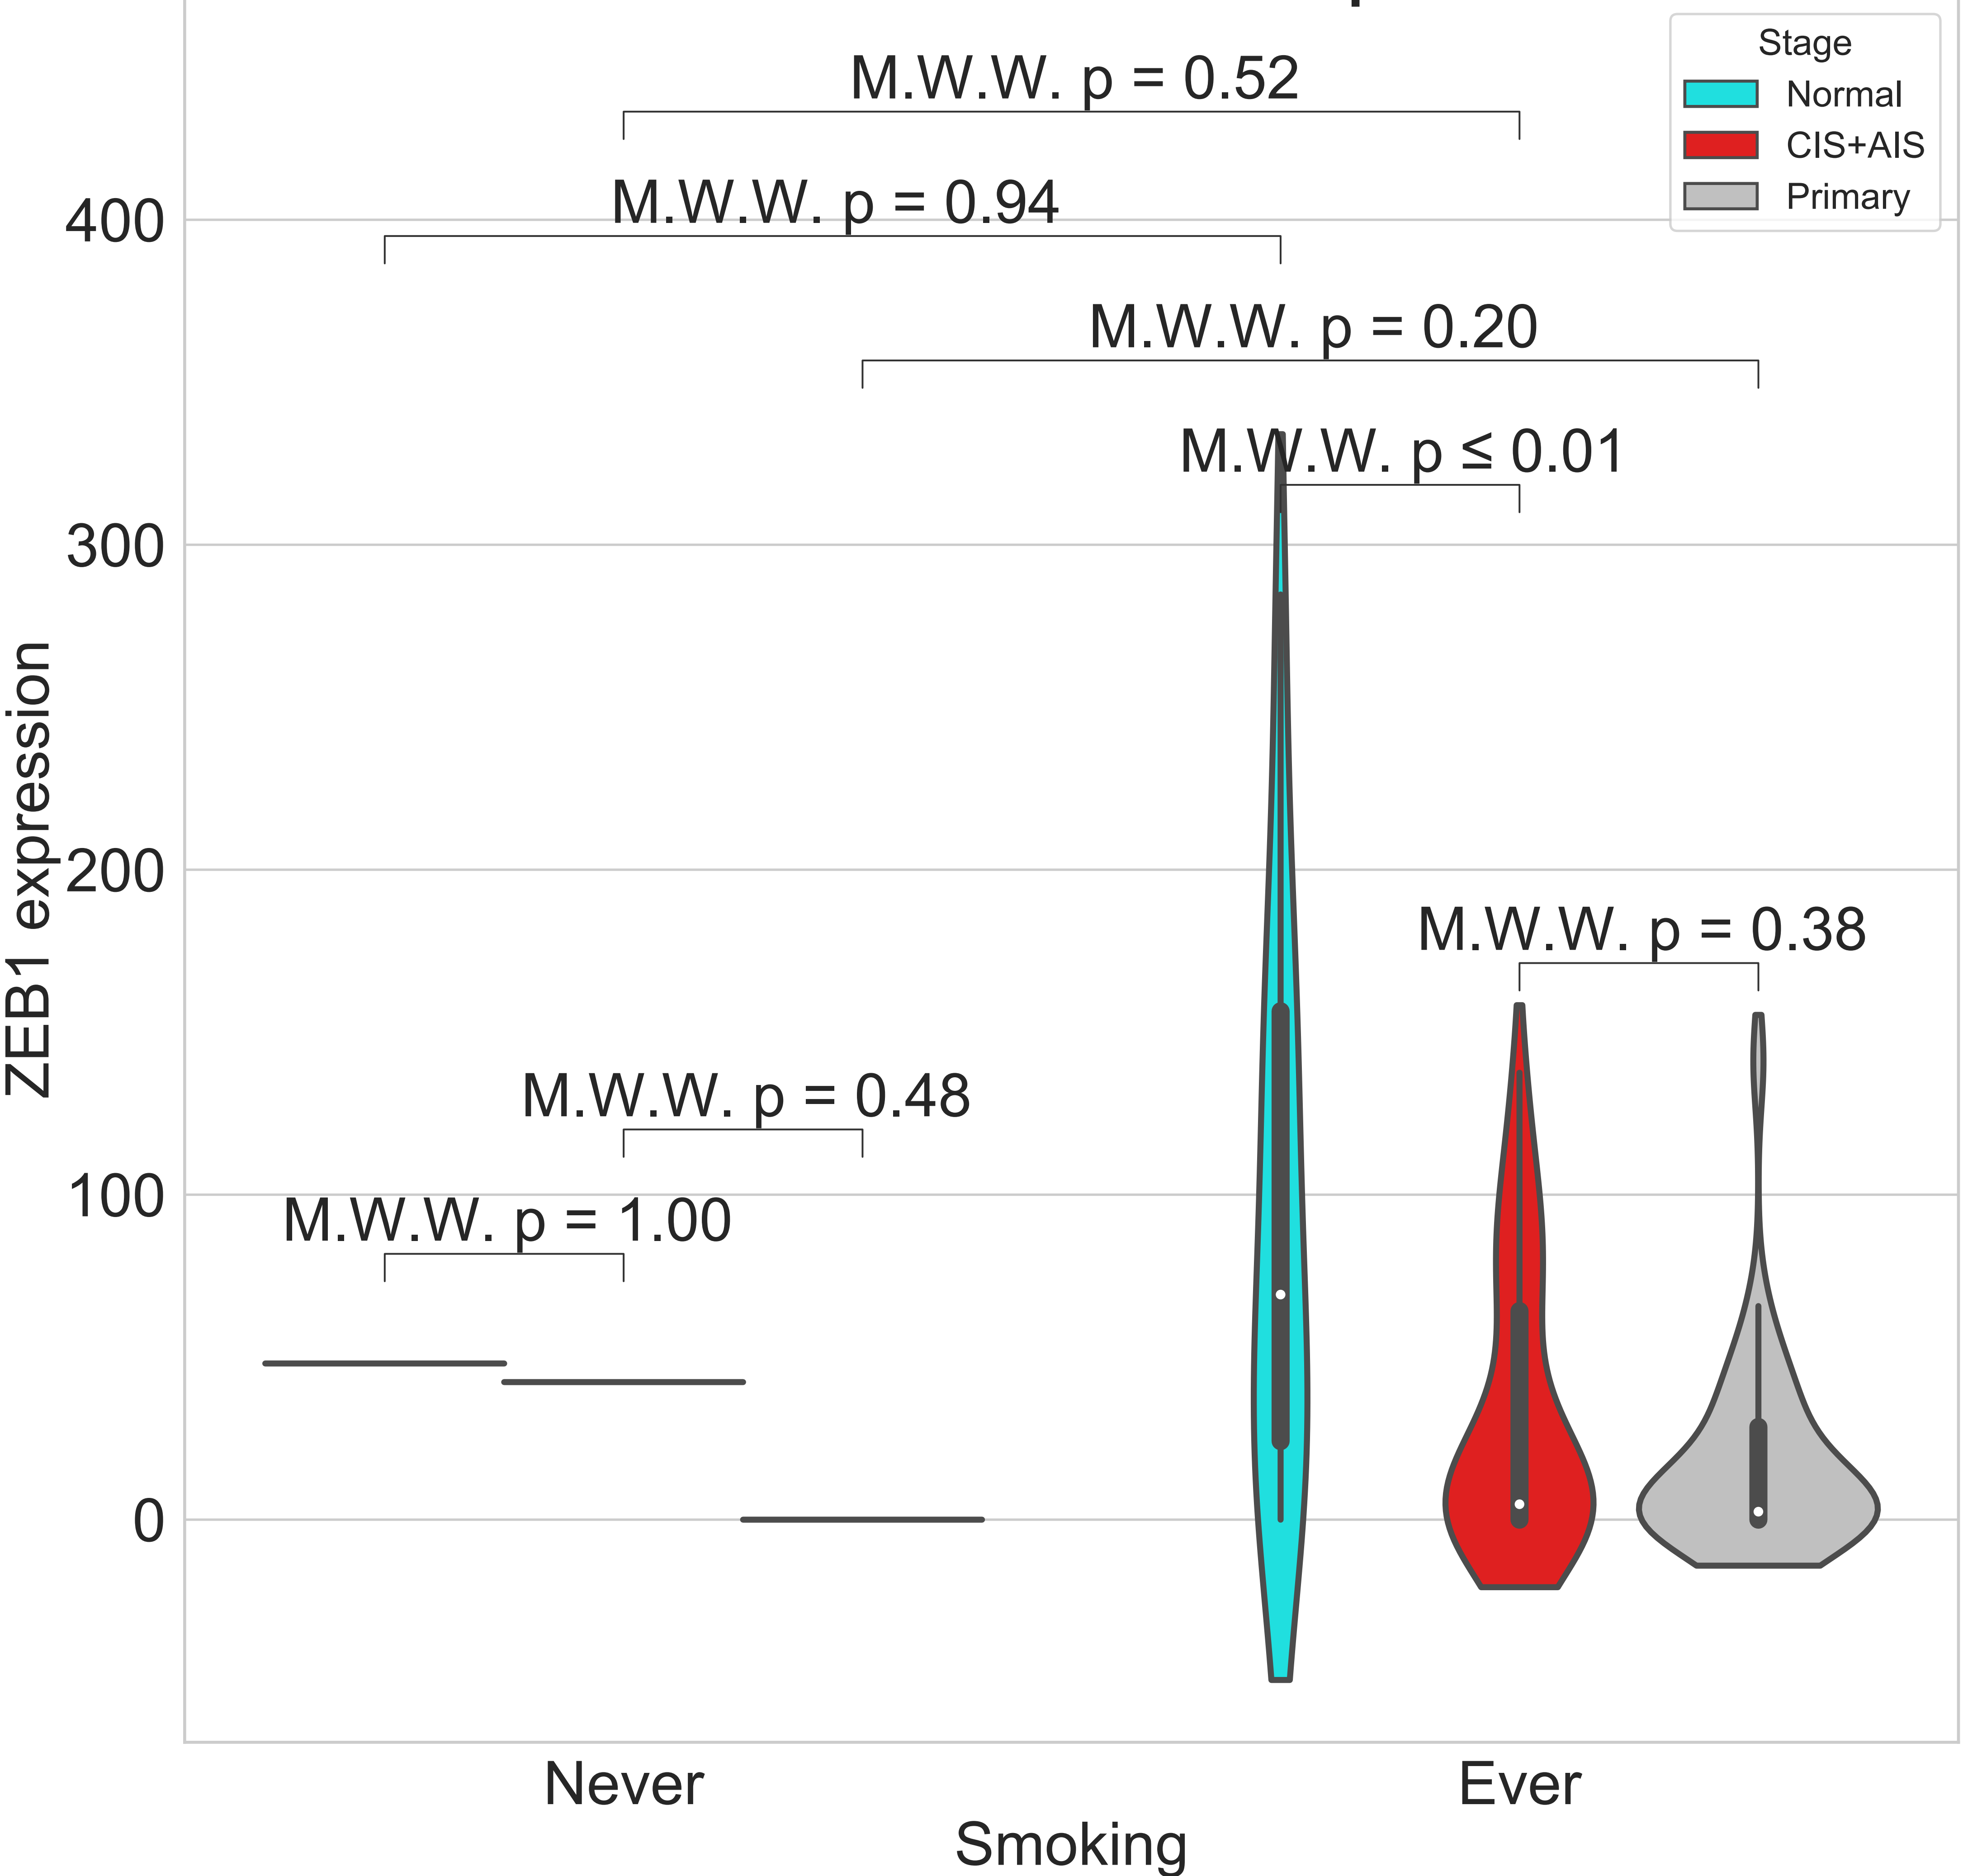 Stage
Normal
CIS+AIS
Primary
M.W.W. p = 0.52
M.W.W. p = 0.94
M.W.W. p = 0.20
M.W.W. p ≤ 0.01
M.W.W. p = 0.38
M.W.W. p = 0.48
M.W.W. p = 1.00
400
300
200
100
0
ZEB1 expression
Never
Ever
Smoking